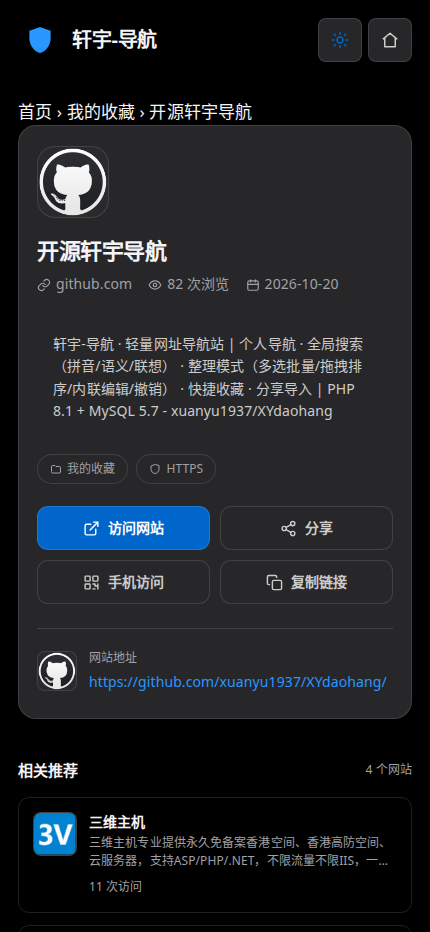 轩宇-导航
首页 › 我的收藏 › 开源轩宇导航
开源轩宇导航
github.com 82 次浏览 2026-10-20
轩宇-导航 · 轻量网址导航站 | 个人导航 · 全局搜索
（拼音/语义/联想） · 整理模式（多选批量/拖拽排
序/内联编辑/撤销） · 快捷收藏 · 分享导入 | PHP
8.1 + MySQL 5.7 - xuanyu1937/XYdaohang
我的收藏 HTTPS
访问网站 分享
手机访问 复制链接
网站地址
https://github.com/xuanyu1937/XYdaohang/
相关推荐 4 个网站
3V
三维主机
三维主机专业提供永久免备案香港空间、香港高防空间、
云服务器，支持ASP/PHP/.NET，不限流量不限IIS，一...
11 次访问